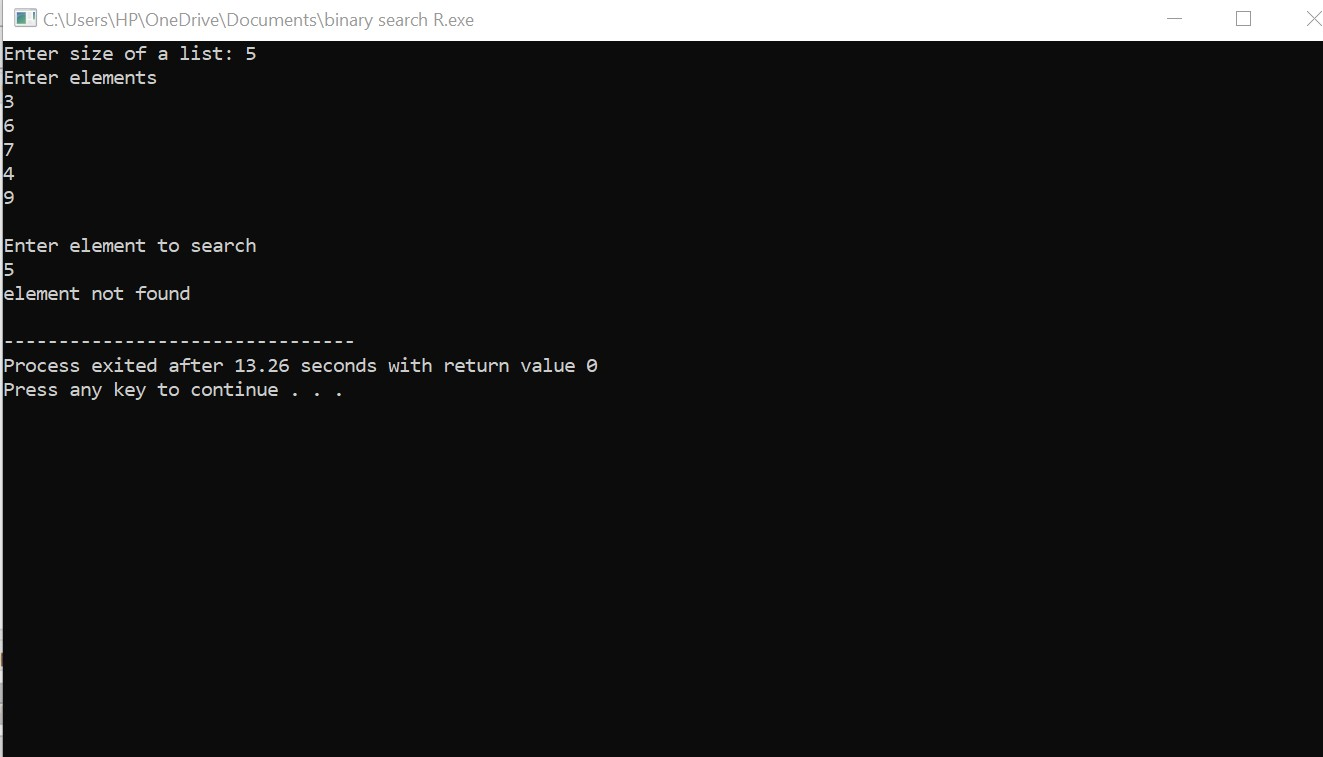 C:\Users\HP\OneDrive\Documents\binary search R.exe
Enter size of a list: 5
Enter elements
3
6
7
4
9
Enter element to search
5
element not found
--------------------------------
Process exited after 13.26 seconds with return value 0
Press any key to continue . . .